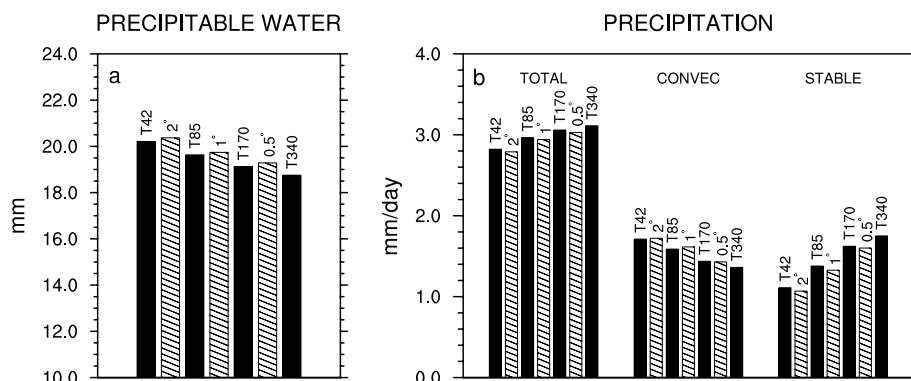 PRECIPITABLE WATER
PRECIPITATION
24.0
22.0
20.0
18.0
16.0
14.0
12.0
10.0
mm
a
T42
2°
T85
1°
T170
0.5°
T340
4.0
3.0
2.0
1.0
0.0
mm/day
b
TOTAL
CONVEC
STABLE
T42
2°
T85
1°
T170
0.5°
T340
T42
2°
T85
1°
T170
0.5°
T340
T42
2°
T85
1°
T170
0.5°
T340